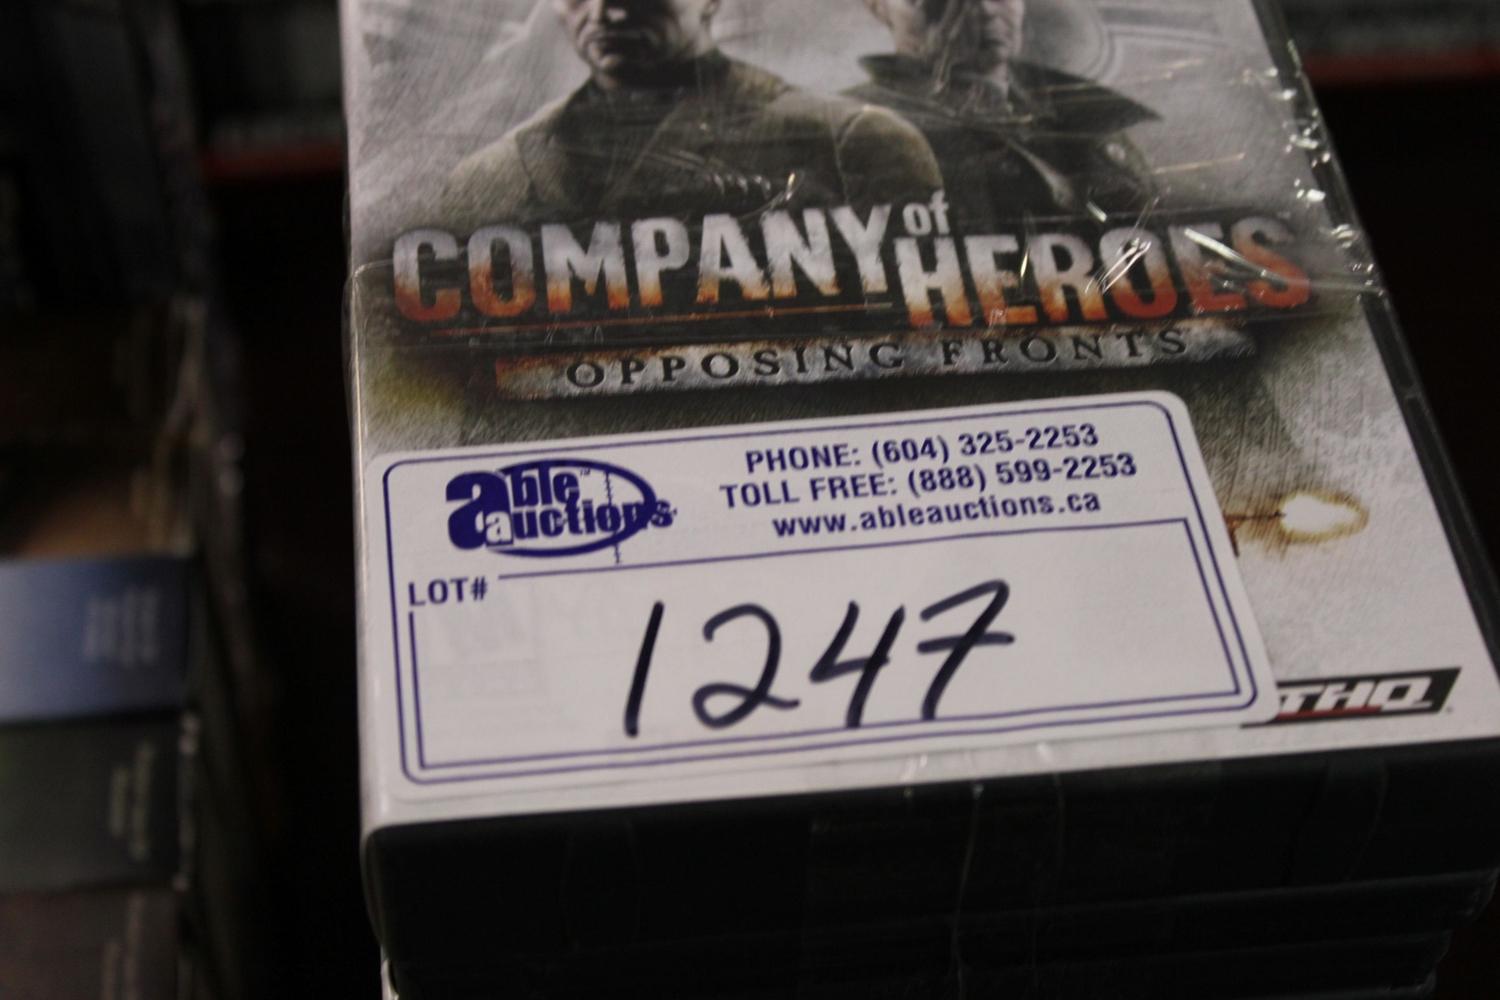 COMPANY of HEROES
OPPOSING FRONTS
able auctions
PHONE: (604) 325-2253
TOLL FREE: (888) 599-2253
www.ableauctions.ca
LOT#
1247
THQ